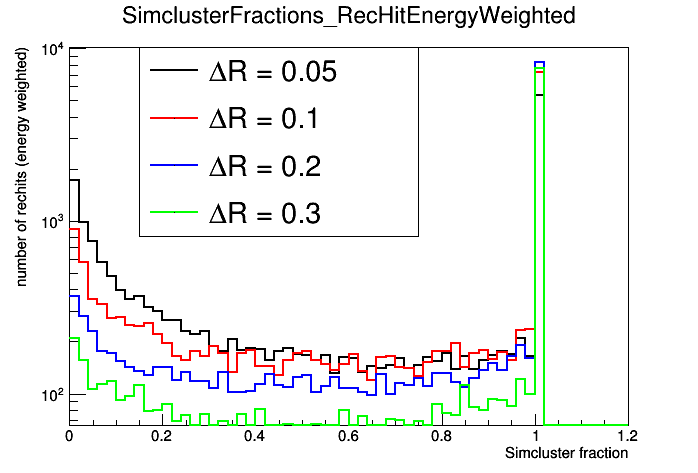 SimclusterFractions_RecHitEnergyWeighted
number of rechits (energy weighted)
10⁴
10³
10²
ΔR = 0.05
ΔR = 0.1
ΔR = 0.2
ΔR = 0.3
0 0.2 0.4 0.6 0.8 1 1.2
Simcluster fraction